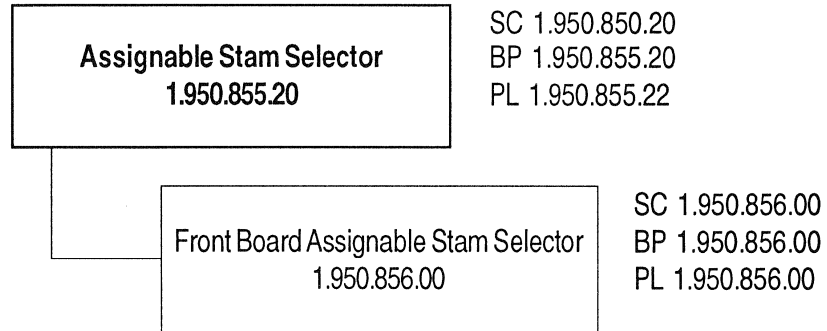 Assignable Stam Selector
1.950.855.20
SC 1.950.850.20
BP 1.950.855.20
PL 1.950.855.22
Front Board Assignable Stam Selector
1.950.856.00
SC 1.950.856.00
BP 1.950.856.00
PL 1.950.856.00